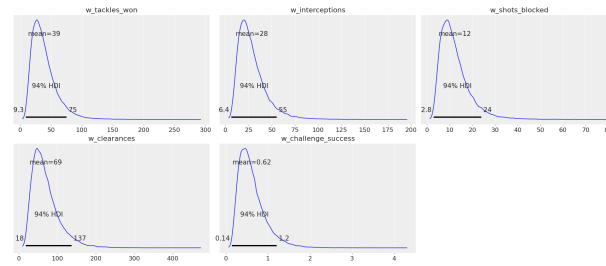 w_tackles_won
mean=39
94% HDI
9.3 75
0 50 100 150 200 250 300
w_interceptions
mean=28
94% HDI
6.4 55
0 25 50 75 100 125 150 175 200
w_shots_blocked
mean=12
94% HDI
2.8 24
0 10 20 30 40 50 60 70
w_clearances
mean=69
94% HDI
18 137
0 100 200 300 400
w_challenge_success
mean=0.62
94% HDI
0.14 1.2
0 1 2 3 4